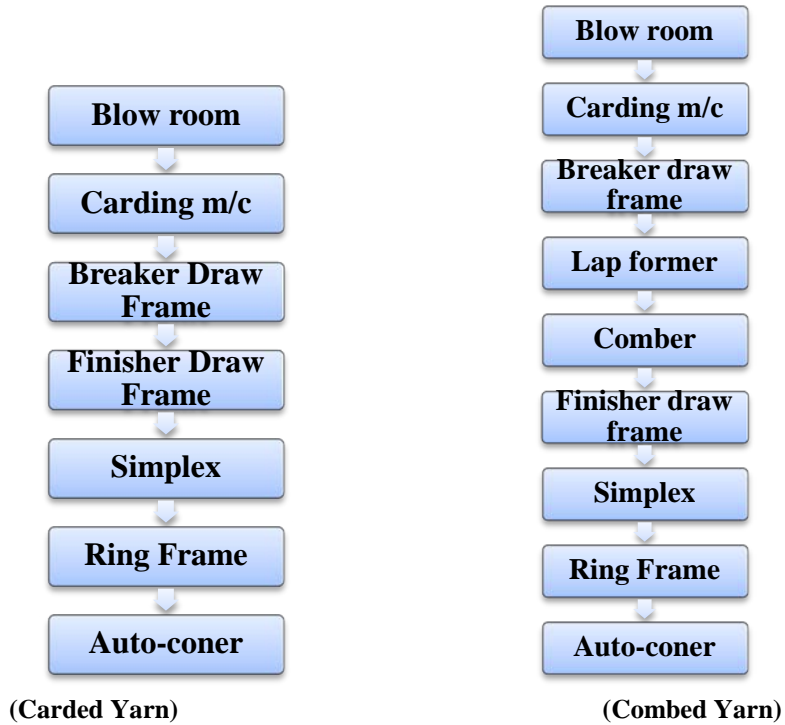 Blow room
Carding m/c
Breaker Draw
Frame
Finisher Draw
Frame
Simplex
Ring Frame
Auto-coner
(Carded Yarn)
Blow room
Carding m/c
Breaker draw
frame
Lap former
Comber
Finisher draw
frame
Simplex
Ring Frame
Auto-coner
(Combed Yarn)